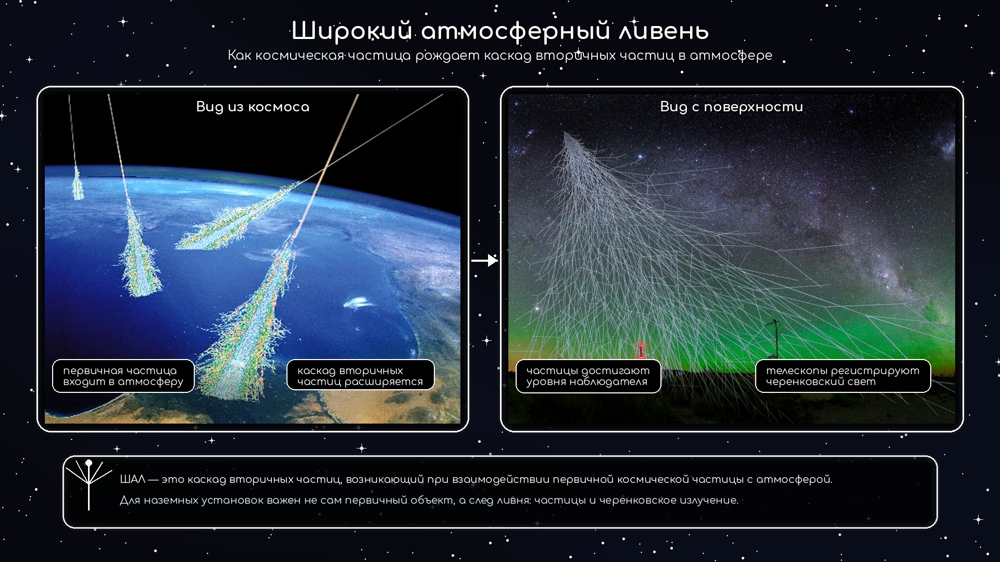 Широкий атмосферный ливень
Как космическая частица рождает каскад вторичных частиц в атмосфере
Вид из космоса
первичная частица
входит в атмосферу
каскад вторичных
частиц расширяется
Вид с поверхности
частицы достигают
уровня наблюдателя
телескопы регистрируют
черенковский свет
ШАЛ — это каскад вторичных частиц, возникающий при взаимодействии первичной космической частицы с атмосферой.
Для наземных установок важен не сам первичный объект, а след ливня: частицы и черенковское излучение.